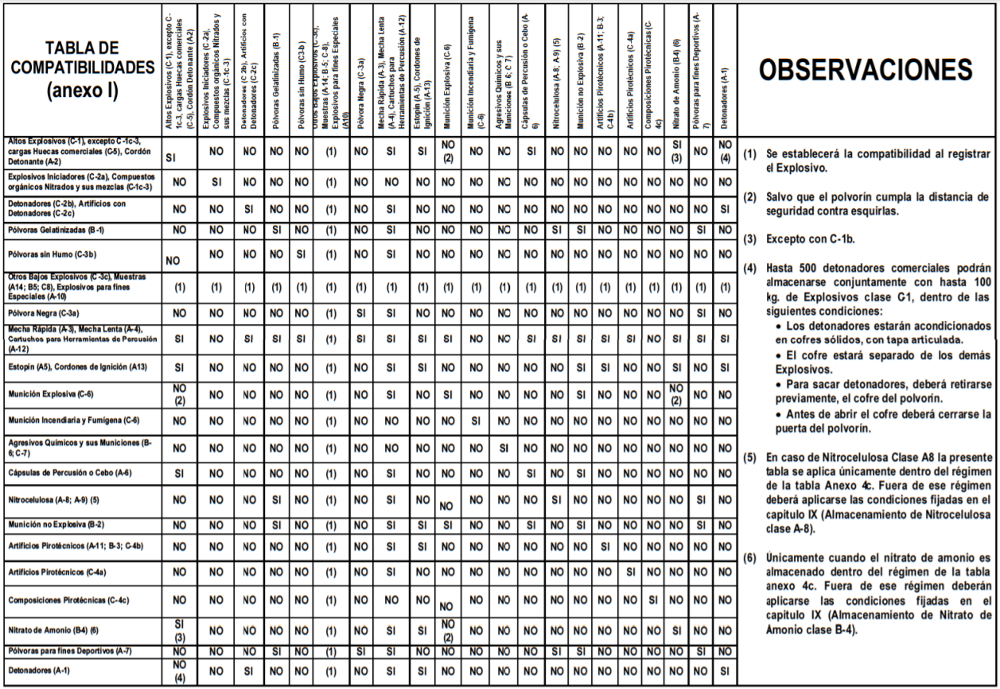 TABLA DE
COMPATIBILIDADES
(anexo I)
Altos Explosivos (C-1), excepto C-
1c-3, cargas Huecas comerciales
(C-5), Cordón Detonante (A-2)
Explosivos Iniciadores (C-2a),
Compuestos orgánicos Nitrados y
sus mezclas (C-1c-3)
Detonadores (C-2b), Artificios con
Detonadores (C-2c)
Pólvoras Gelatinizadas (B-1)
Pólvoras sin Humo (C3-b)
Otros Bajos Explosivos (C-3c),
Muestras (A-14; B-5; C-8),
Explosivos para fines Especiales
(A10)
Pólvora Negra (C-3a)
Mecha Rápida (A-3), Mecha Lenta
(A-4), Cartuchos para
Herramientas de Percusión (A-12)
Estopín (A-5), Cordones de
Ignición (A-13)
Munición Explosiva (C-6)
Munición Incendiaria y Fumígena
(C-6)
Agresivos Químicos y sus
Municiones (B 6; C 7)
Cápsulas de Percusión o Cebo (A-
6)
Nitrocelulosa (A-8; A-9) (5)
Munición no Explosiva (B-2)
Artificios Pirotécnicos (A-11; B-3;
C-4b)
Artificios Pirotécnicos (C-4a)
Composiciones Pirotécnicas (C-
4c)
Nitrato de Amonio (B4) (6)
Pólvoras para fines Deportivos (A-
7)
Detonadores (A-1)
OBSERVACIONES
Altos Explosivos (C-1), excepto C-1c-3,
cargas Huecas comerciales (C-5), Cordón
Detonante (A-2)
SI NO NO NO NO (1) NO SI SI NO (2) NO NO SI NO NO NO NO NO SI (3) NO NO (4)
Explosivos Iniciadores (C-2a), Compuestos
orgánicos Nitrados y sus mezclas (C-1c-3)
NO SI NO NO NO (1) NO NO NO NO NO NO NO NO NO NO NO NO NO NO NO
Detonadores (C-2b), Artificios con
Detonadores (C-2c)
NO NO SI NO NO (1) NO SI NO NO NO NO NO NO NO NO NO NO NO NO SI
Pólvoras Gelatinizadas (B-1)
NO NO NO SI NO (1) NO SI NO NO NO NO NO SI SI NO NO NO NO SI NO
Pólvoras sin Humo (C-3b)
NO NO NO NO SI (1) NO SI NO NO NO NO NO NO NO NO NO NO NO NO NO
Otros Bajos Explosivos (C-3c), Muestras
(A14; B5; C8), Explosivos para fines
Especiales (A-10)
(1) (1) (1) (1) (1) (1) (1) (1) (1) (1) (1) (1) (1) (1) (1) (1) (1) (1) (1) (1) (1)
Pólvora Negra (C-3a)
NO NO NO NO NO (1) SI SI NO NO NO NO NO NO NO NO NO NO NO SI NO
Mecha Rápida (A-3), Mecha Lenta (A-4),
Cartuchos para Herramientas de Percusión
(A-12)
SI NO SI SI SI (1) SI SI SI SI NO NO SI SI SI SI SI NO SI SI SI
Estopín (A5), Cordones de Ignición (A13)
SI NO NO NO NO (1) NO SI SI NO NO NO NO NO SI SI NO NO SI NO SI
Munición Explosiva (C-6)
NO (2) NO NO NO NO (1) NO SI NO SI NO NO NO NO SI NO NO NO NO (2) NO NO
Munición Incendiaria y Fumígena (C-6)
NO NO NO NO NO (1) NO NO NO NO SI NO NO NO NO NO NO NO NO NO NO
Agresivos Químicos y sus Municiones (B-
6; C-7)
NO NO NO NO NO (1) NO NO NO NO NO SI NO NO NO NO NO NO NO NO NO
Cápsulas de Percusión o Cebo (A-6)
SI NO NO NO NO (1) NO SI NO NO NO NO SI NO SI NO NO NO NO NO NO
Nitrocelulosa (A-8; A-9) (5)
NO NO NO SI NO (1) NO SI NO NO NO NO NO SI NO NO NO NO NO SI NO
Munición no Explosiva (B-2)
NO NO NO SI NO (1) NO SI SI SI NO NO SI NO SI NO NO NO NO SI NO
Artificios Pirotécnicos (A-11; B-3; C-4b)
NO NO NO NO NO (1) NO SI SI NO NO NO NO NO NO SI NO NO NO NO NO
Artificios Pirotécnicos (C-4a)
NO NO NO NO NO (1) NO SI NO NO NO NO NO NO NO NO SI NO NO NO NO
Composiciones Pirotécnicas (C-4c)
NO NO NO NO NO (1) NO NO NO NO NO NO NO NO NO NO NO SI NO NO NO
Nitrato de Amonio (B4) (6)
SI (3) NO NO NO NO (1) NO SI SI NO (2) NO NO NO NO NO NO NO NO SI NO NO
Pólvoras para fines Deportivos (A-7)
NO NO NO SI NO (1) SI SI NO NO NO NO NO SI SI NO NO NO NO SI NO
Detonadores (A-1)
NO (4) NO SI NO NO (1) NO SI SI NO NO NO NO NO NO NO NO NO NO NO SI
(1) Se establecerá la compatibilidad al registrar
el Explosivo.
(2) Salvo que el polvorín cumpla la distancia de
seguridad contra esquirlas.
(3) Excepto con C-1b.
(4) Hasta 500 detonadores comerciales podrán
almacenarse conjuntamente con hasta 100
kg. de Explosivos clase G1, dentro de las
siguientes condiciones:
• Los detonadores estarán acondicionados
en cofres sólidos, con tapa articulada.
• El cofre estará separado de los demás
Explosivos.
• Para sacar detonadores, deberá retirarse
previamente, el cofre del polvorín.
• Antes de abrir el cofre deberá cerrarse la
puerta del polvorín.
(5) En caso de Nitrocelulosa Clase A8 la presente
tabla se aplica únicamente dentro del régimen
de la tabla Anexo 4c. Fuera de ese régimen
deberá aplicarse las condiciones fijadas en el
capitulo IX (Almacenamiento de Nitrocelulosa
clase A-8).
(6) Únicamente cuando el nitrato de amonio es
almacenado dentro del régimen de la tabla
anexo 4c. Fuera de ese régimen deberán
aplicarse las condiciones fijadas en el
capitulo IX (Almacenamiento de Nitrato de
Amonio clase B-4).